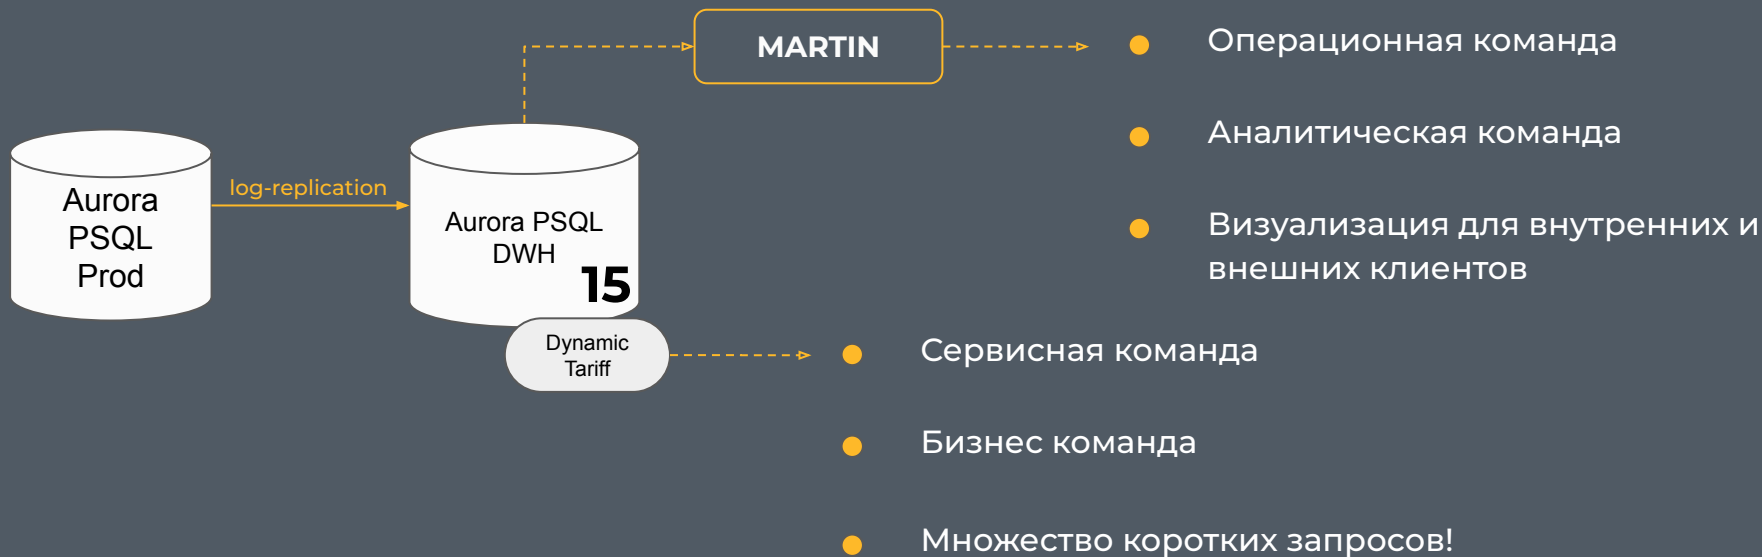 MARTIN
Операционная команда
Аналитическая команда
Визуализация для внутренних и
внешних клиентов
Aurora
PSQL
Prod
log-replication
Aurora PSQL
DWH
15
Dynamic
Tariff
Сервисная команда
Бизнес команда
Множество коротких запросов!